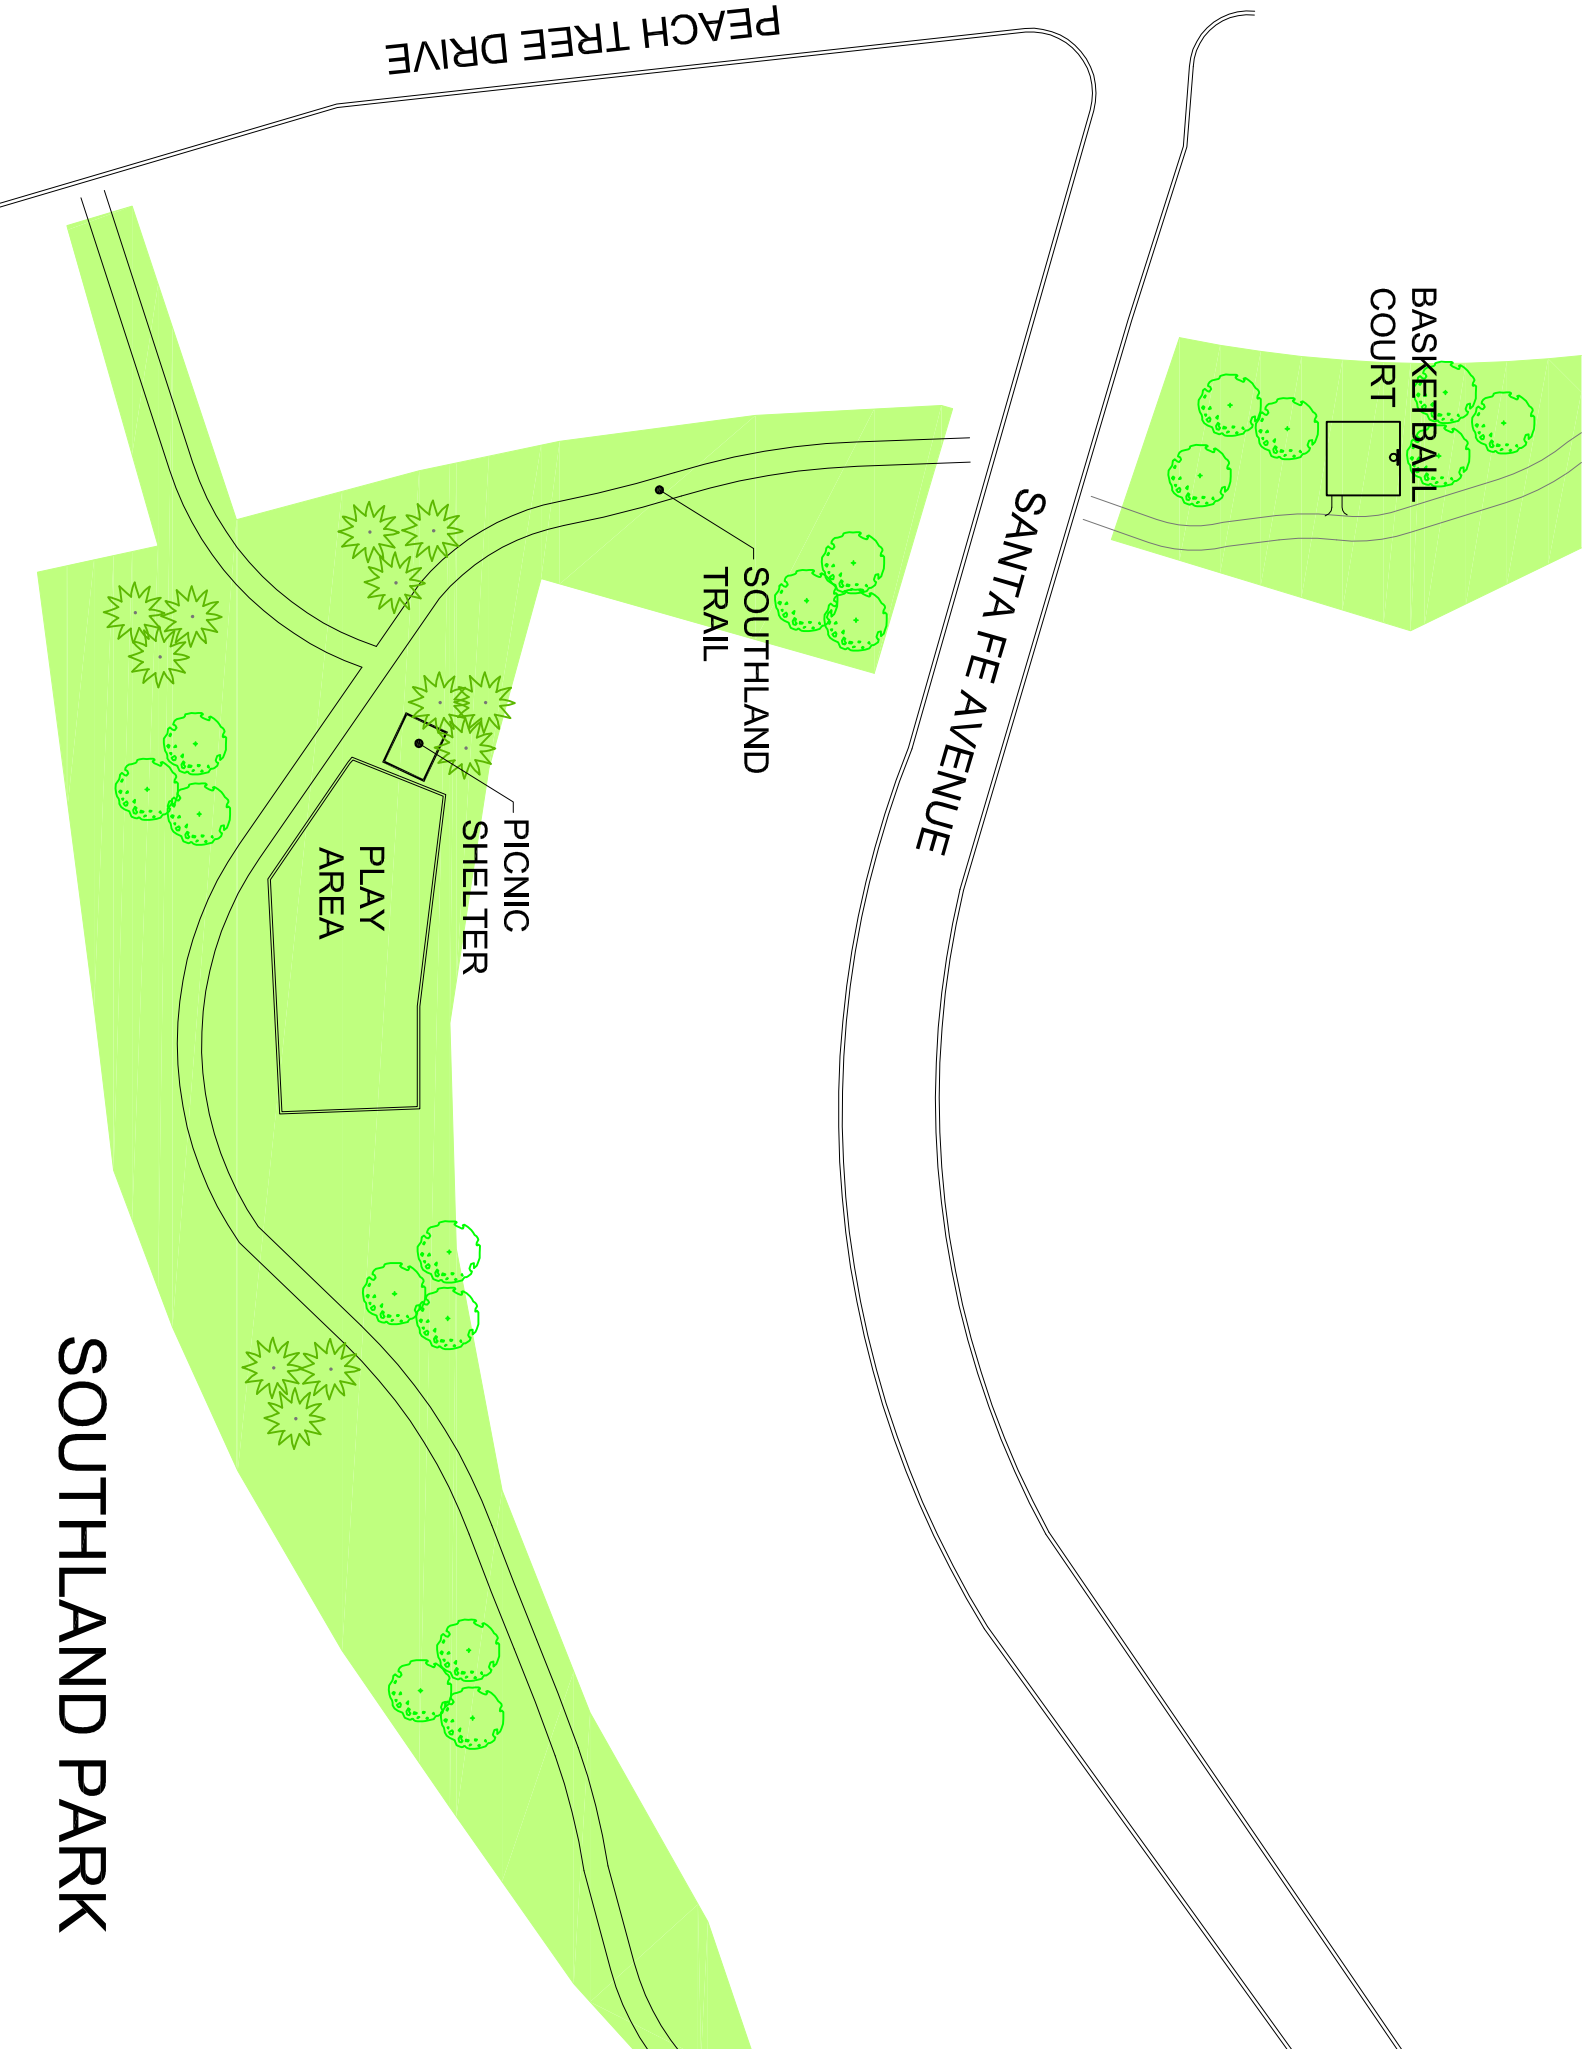 PEACH TREE DRIVE
BASKETBALL
COURT
SANTA FE AVENUE
SOUTHLAND
TRAIL
PICNIC
SHELTER
PLAY
AREA
SOUTHLAND PARK